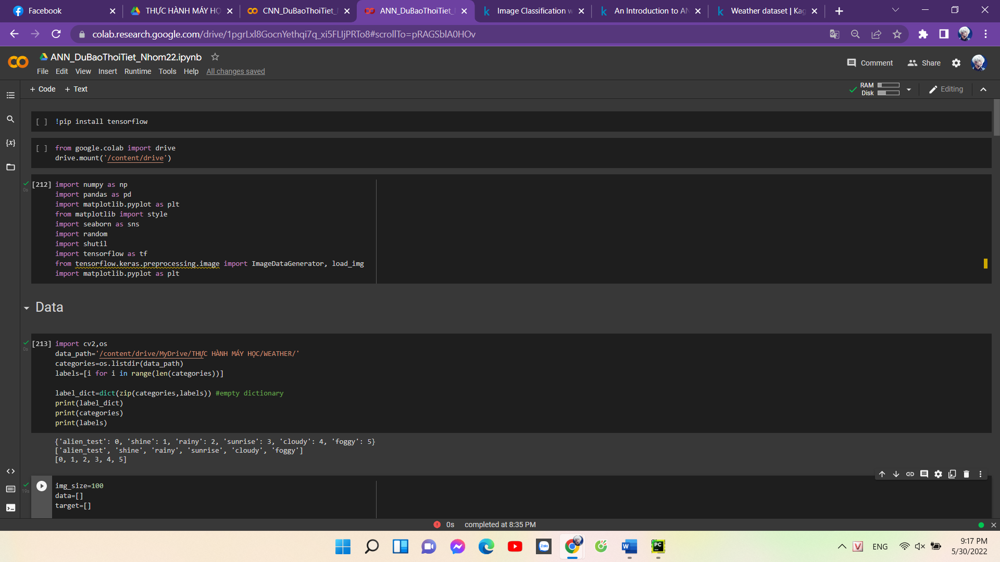 Facebook
THỰC HÀNH MÁY HỌ
CNN_DuBaoThoiTiet_
ANN_DuBaoThoiTiet_
Image Classification w
An Introduction to AN
Weather dataset | Kag
colab.research.google.com/drive/1pgrLxl8GocnYethqi7q_xi5FLIjPRTo8#scrollTo=pRAGSblA0HOv
ANN_DuBaoThoiTiet_Nhom22.ipynb
File Edit View Insert Runtime Tools Help All changes saved
Comment Share
+ Code + Text
RAM
Disk
Editing
[ ] !pip install tensorflow
[ ] from google.colab import drive
drive.mount('/content/drive')
0s
[212] import numpy as np
import pandas as pd
import matplotlib.pyplot as plt
from matplotlib import style
import seaborn as sns
import random
import shutil
import tensorflow as tf
from tensorflow.keras.preprocessing.image import ImageDataGenerator, load_img
import matplotlib.pyplot as plt
Data
0s
[213] import cv2,os
data_path='/content/drive/MyDrive/THỰC HÀNH MÁY HỌC/WEATHER/'
categories=os.listdir(data_path)
labels=[i for i in range(len(categories))]
label_dict=dict(zip(categories,labels)) #empty dictionary
print(label_dict)
print(categories)
print(labels)
{'alien_test': 0, 'shine': 1, 'rainy': 2, 'sunrise': 3, 'cloudy': 4, 'foggy': 5}
['alien_test', 'shine', 'rainy', 'sunrise', 'cloudy', 'foggy']
[0, 1, 2, 3, 4, 5]
19s
img_size=100
data=[]
target=[]
0s completed at 8:35 PM
Zalo
W
PC
V
ENG
9:17 PM
5/30/2022